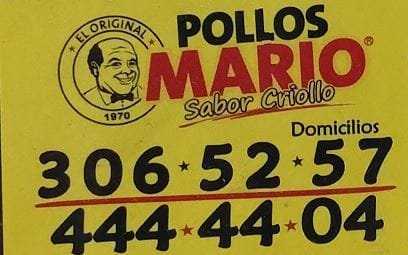 EL ORIGINAL
1970
POLLOS
MARIO®
Sabor Criollo
Domicilios
306★52★57
444★44★04